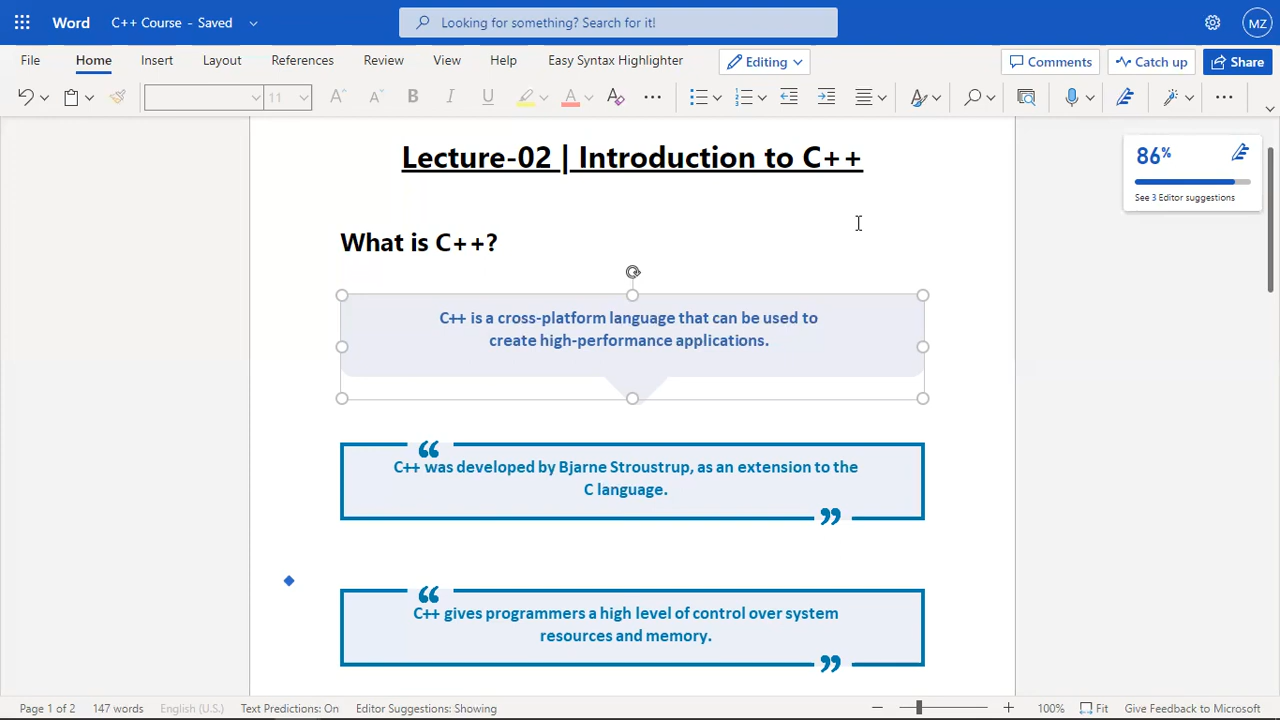 Word C++ Course - Saved Looking for something? Search for it! MZ
File Home Insert Layout References Review View Help Easy Syntax Highlighter Editing Comments Catch up Share
11
Lecture-02 | Introduction to C++
86%
See 3 Editor suggestions
What is C++?
C++ is a cross-platform language that can be used to
create high-performance applications.
“
C++ was developed by Bjarne Stroustrup, as an extension to the
C language.
”
“
C++ gives programmers a high level of control over system
resources and memory.
”
Page 1 of 2 147 words English (U.S.) Text Predictions: On Editor Suggestions: Showing 100% Fit Give Feedback to Microsoft